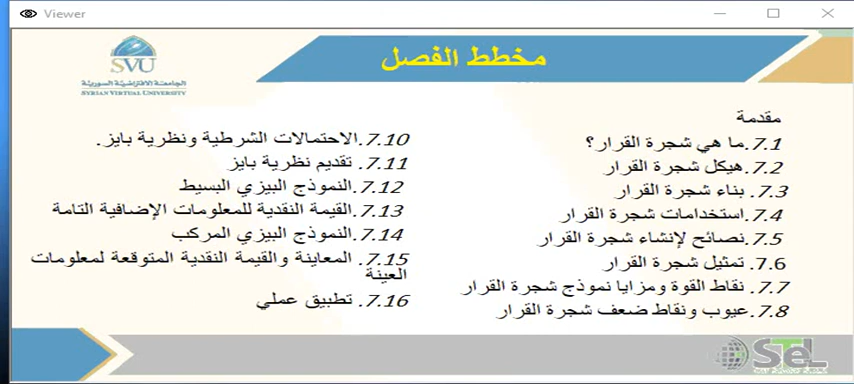 Viewer
SVU
الجامعة الافتراضية السورية
SYRIAN VIRTUAL UNIVERSITY
مخطط الفصل
مقدمة
7.1.ما هي شجرة القرار؟
7.2.هيكل شجرة القرار
7.3. بناء شجرة القرار
7.4.استخدامات شجرة القرار
7.5.نصائح لإنشاء شجرة القرار
7.6. تمثيل شجرة القرار
7.7. نقاط القوة ومزايا نموذج شجرة القرار
7.8.عيوب ونقاط ضعف شجرة القرار
7.10.الاحتمالات الشرطية ونظرية بايز.
7.11. تقديم نظرية بايز
7.12.النموذج البيزي البسيط
7.13.القيمة النقدية للمعلومات الإضافية التامة
7.14.النموذج البيزي المركب
7.15. المعاينة والقيمة النقدية المتوقعة لمعلومات
العينة
7.16. تطبيق عملي
SeL